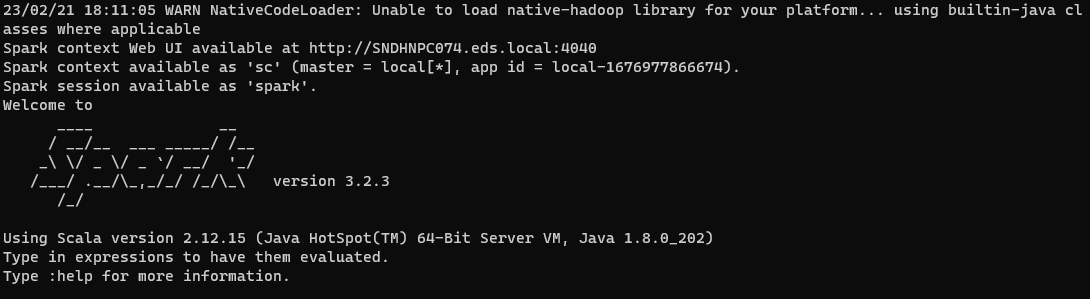 23/02/21 18:11:05 WARN NativeCodeLoader: Unable to load native-hadoop library for your platform... using builtin-java cl
asses where applicable
Spark context Web UI available at http://SNDHNPC074.eds.local:4040
Spark context available as 'sc' (master = local[*], app id = local-1676977866674).
Spark session available as 'spark'.
Welcome to
      ____              __
     / __/__  ___ _____/ /__
    _\ \/ _ \/ _ `/ __/  '_/
   /___/ .__/\_,_/_/ /_/\_\   version 3.2.3
      /_/
Using Scala version 2.12.15 (Java HotSpot(TM) 64-Bit Server VM, Java 1.8.0_202)
Type in expressions to have them evaluated.
Type :help for more information.